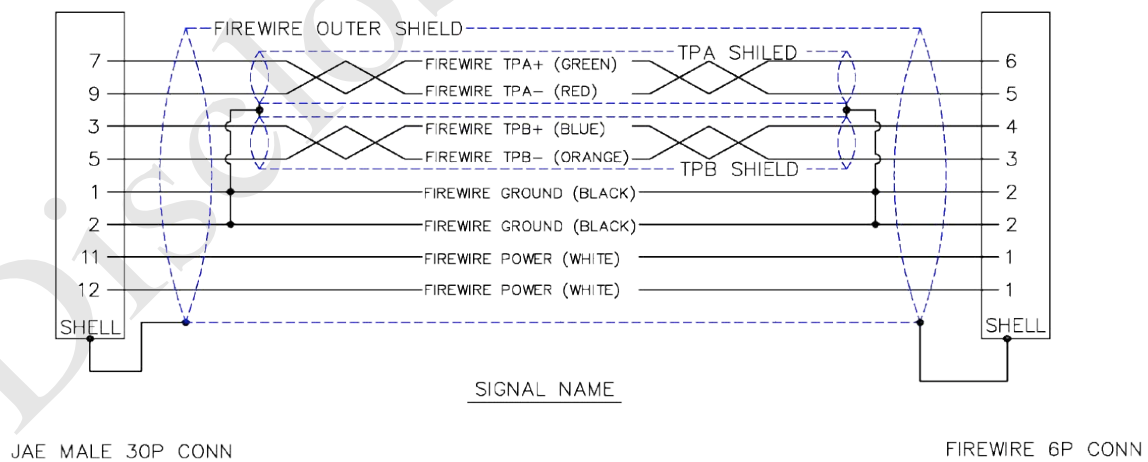 FIREWIRE OUTER SHIELD
TPA SHILED
7 FIREWIRE TPA+ (GREEN) 6
9 FIREWIRE TPA- (RED) 5
3 FIREWIRE TPB+ (BLUE) 4
5 FIREWIRE TPB- (ORANGE) 3
TPB SHIELD
1 FIREWIRE GROUND (BLACK) 2
2 FIREWIRE GROUND (BLACK) 2
11 FIREWIRE POWER (WHITE) 1
12 FIREWIRE POWER (WHITE) 1
SHELL SHELL
SIGNAL NAME
JAE MALE 30P CONN FIREWIRE 6P CONN